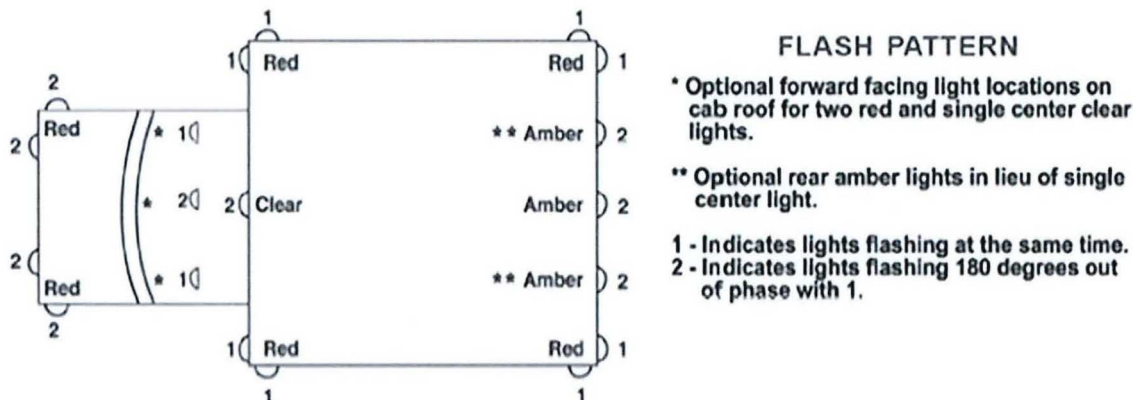 1 1
1 Red Red 1
2
Red * 1 ** Amber 2
2
* 2 2 Clear Amber 2
2 * 1 ** Amber 2
Red
2
1 Red Red 1
1 1
FLASH PATTERN
* Optional forward facing light locations on
cab roof for two red and single center clear
lights.
** Optional rear amber lights in lieu of single
center light.
1 - Indicates lights flashing at the same time.
2 - Indicates lights flashing 180 degrees out
of phase with 1.